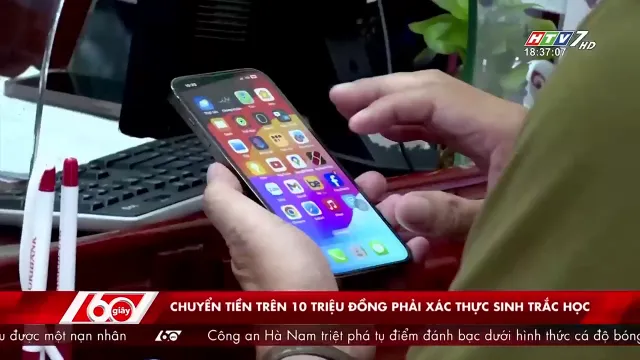 HTV7 HD
18:37:07
60 giây
CHUYỂN TIỀN TRÊN 10 TRIỆU ĐỒNG PHẢI XÁC THỰC SINH TRẮC HỌC
u được một nạn nhân 60 Công an Hà Nam triệt phá tụ điểm đánh bạc dưới hình thức cá độ bóng